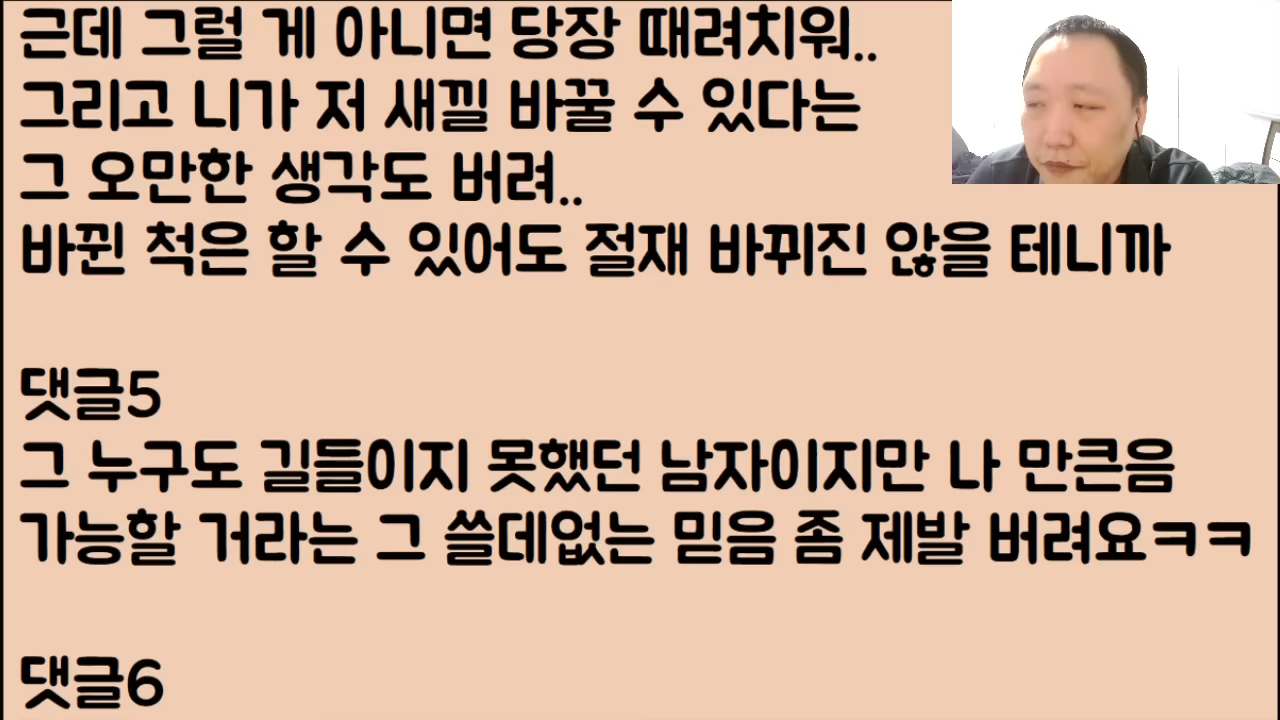 근데 그럴 게 아니면 당장 때려치워..
그리고 니가 저 새낄 바꿀 수 있다는
그 오만한 생각도 버려..
바뀐 척은 할 수 있어도 절재 바뀌진 않을 테니까
댓글5
그 누구도 길들이지 못했던 남자이지만 나 만큰음
가능할 거라는 그 쓸데없는 믿음 좀 제발 버려요ㅋㅋ
댓글6